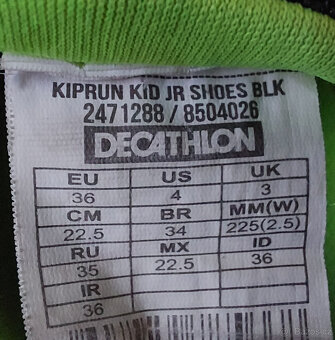 KIPRUN KID JR SHOES BLK
2471288 / 8504026
DECATHLON
EU US UK
36 4 3
CM BR MM(W)
22.5 34 225(2.5)
RU MX ID
35 22.5 36
IR
36